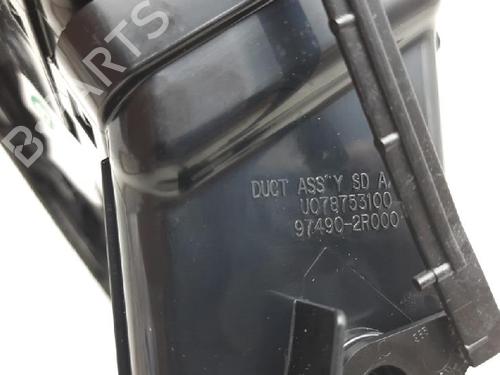 B-PARTS
DUCT ASS'Y SD A/
U078753100
97490-2R000